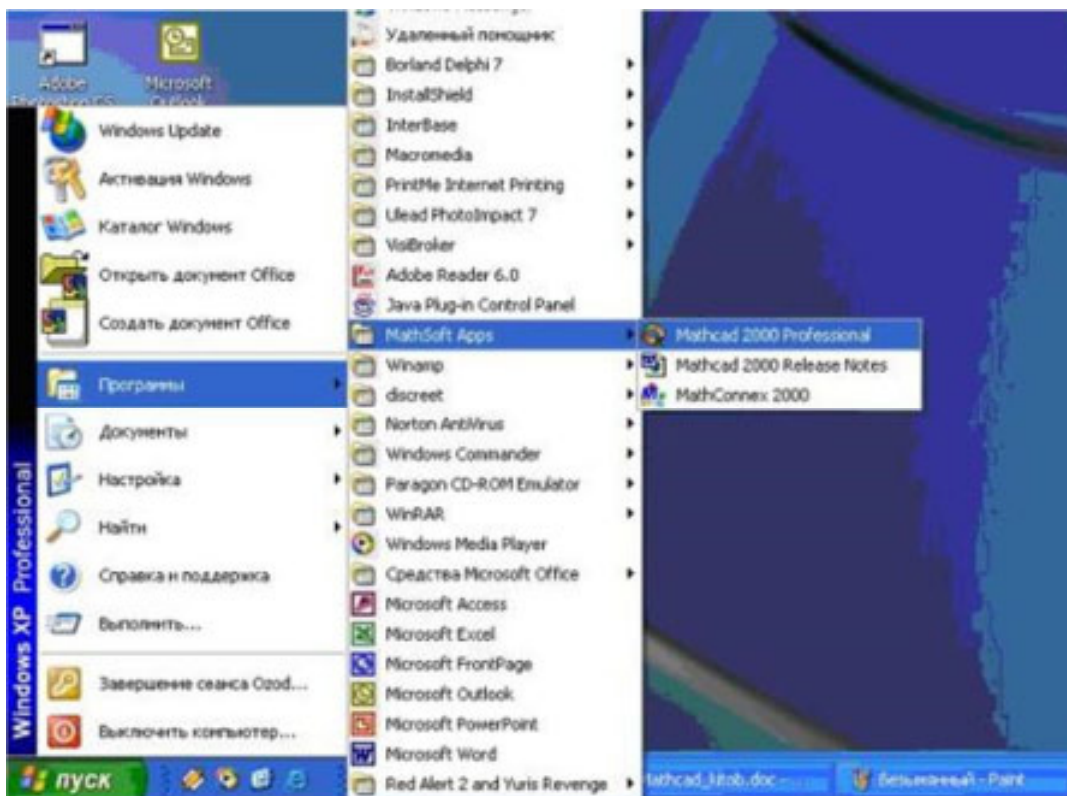 Adobe
Microsoft
Outlook
Windows Update
Активация Windows
Каталог Windows
Открыть документ Office
Создать документ Office
Программы
Документы
Настройка
Найти
Справка и поддержка
Выполнить...
Завершение сеанса Ozod...
Выключить компьютер...
Windows XP Professional
Удаленный помощник
Borland Delphi 7
InstallShield
InterBase
Macromedia
PrintMe Internet Printing
Ulead PhotoImpact 7
VisiBroker
Adobe Reader 6.0
Java Plug-in Control Panel
MathSoft Apps
Winamp
discreet
Norton AntiVirus
Windows Commander
Paragon CD-ROM Emulator
WinRAR
Windows Media Player
Средства Microsoft Office
Microsoft Access
Microsoft Excel
Microsoft FrontPage
Microsoft Outlook
Microsoft PowerPoint
Microsoft Word
Red Alert 2 and Yuris Revenge
Mathcad 2000 Professional
Mathcad 2000 Release Notes
MathConnex 2000
пуск
athcad_kitob.doc - ...
Безымянный - Paint